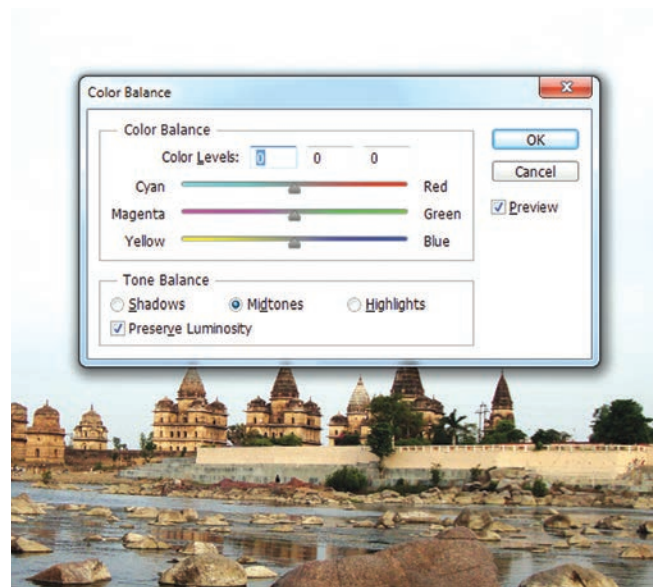 Color Balance
Color Balance
Color Levels: 0 0 0
Cyan Red
Magenta Green
Yellow Blue
Tone Balance
Shadows Midtones Highlights
Preserve Luminosity
OK
Cancel
Preview